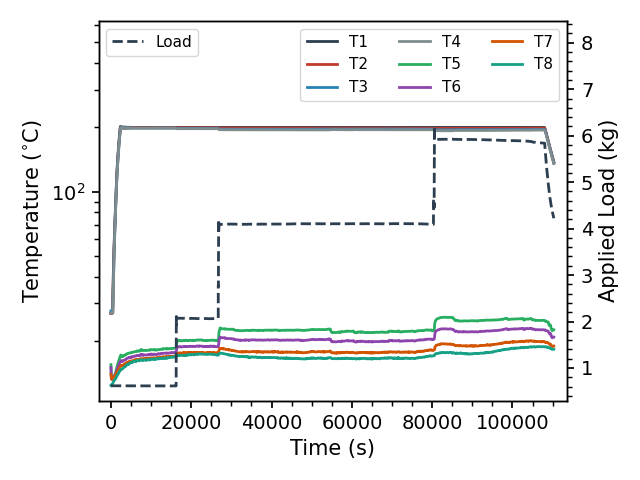 Load
T1 T4 T7
T2 T5 T8
T3 T6
Temperature (°C)
10²
Applied Load (kg)
8
7
6
5
4
3
2
1
0 20000 40000 60000 80000 100000
Time (s)